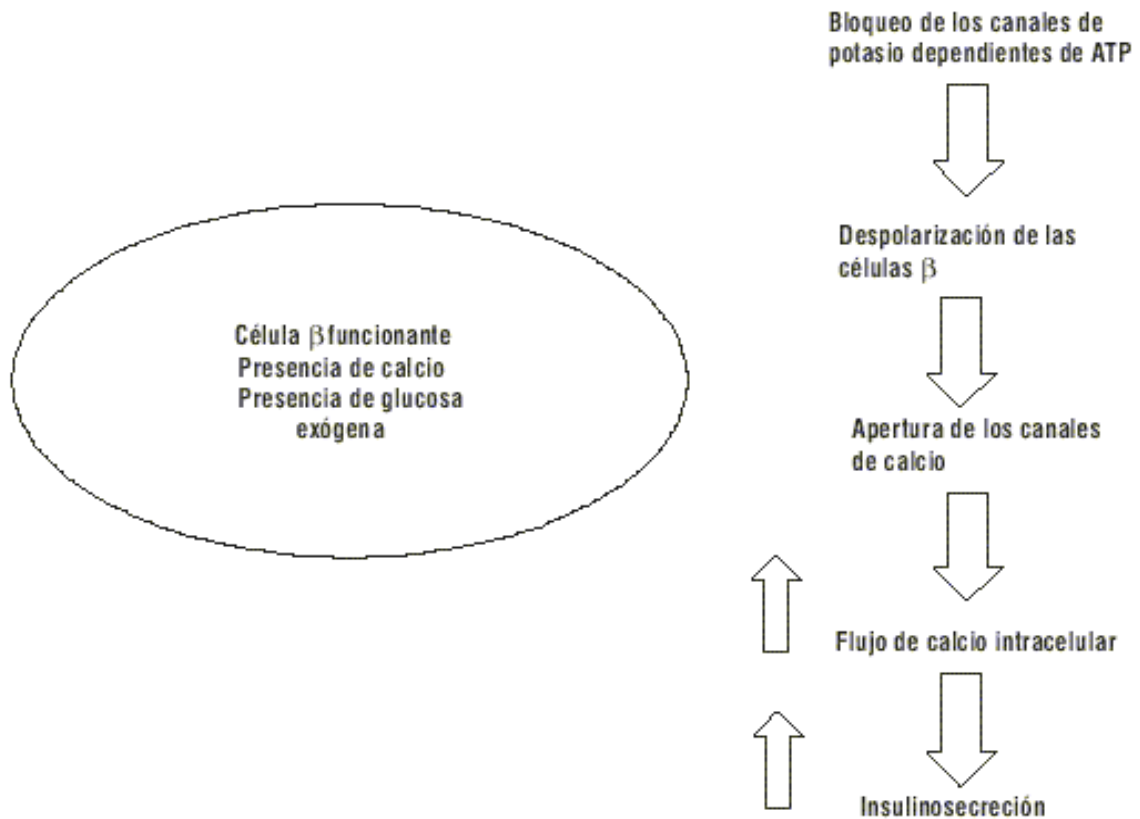 Bloqueo de los canales de
potasio dependientes de ATP
Despolarización de las
células β
Célula β funcionante
Presencia de calcio
Presencia de glucosa
exógena
Apertura de los canales
de calcio
Flujo de calcio intracelular
Insulinosecreción